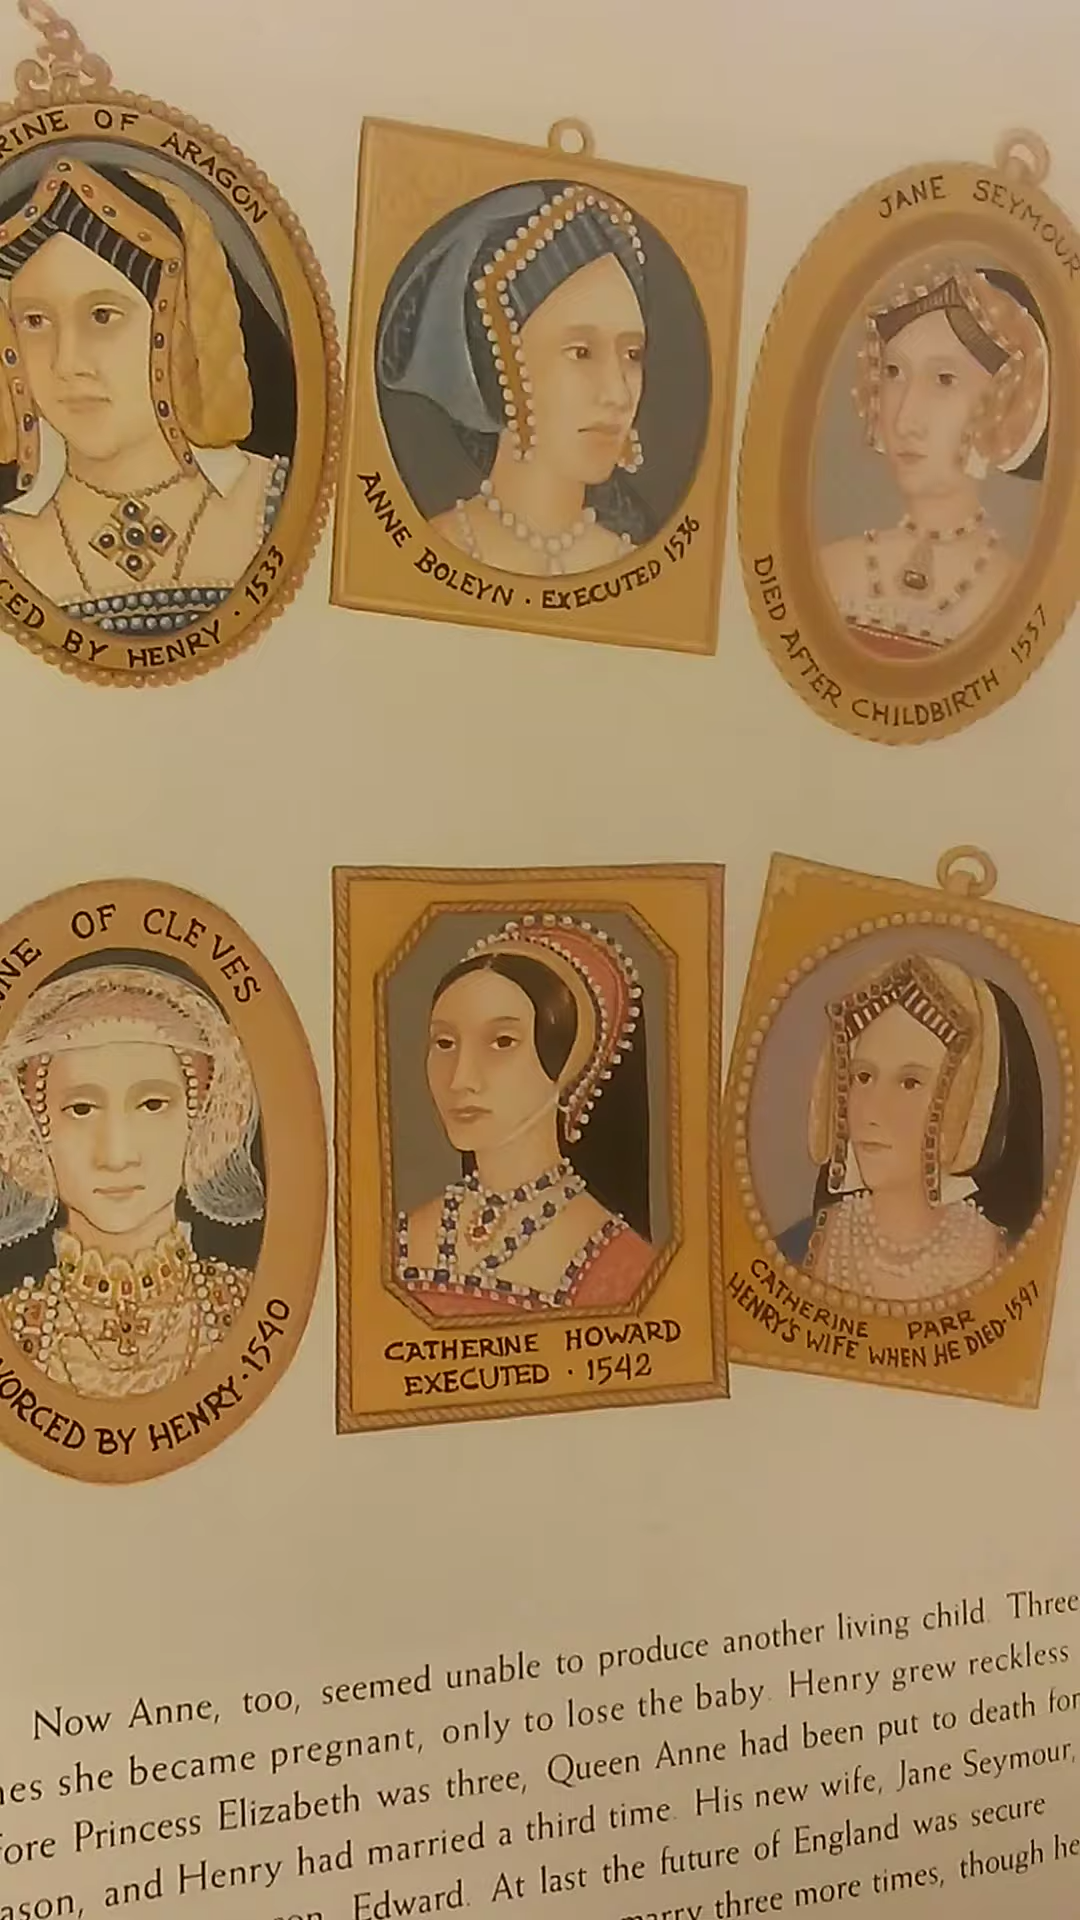 RINE OF ARAGON
CED BY HENRY · 1533
ANNE BOLEYN · EXECUTED 1536
JANE SEYMOUR
DIED AFTER CHILDBIRTH · 1537
NNE OF CLEVES
VORCED BY HENRY · 1540
CATHERINE HOWARD
EXECUTED · 1542
CATHERINE PARR
HENRY'S WIFE WHEN HE DIED · 1547
Now Anne, too, seemed unable to produce another living child. Three
mes she became pregnant, only to lose the baby. Henry grew reckless
fore Princess Elizabeth was three, Queen Anne had been put to death for
ason, and Henry had married a third time. His new wife, Jane Seymour,
Edward. At last the future of England was secure
marry three more times, though he